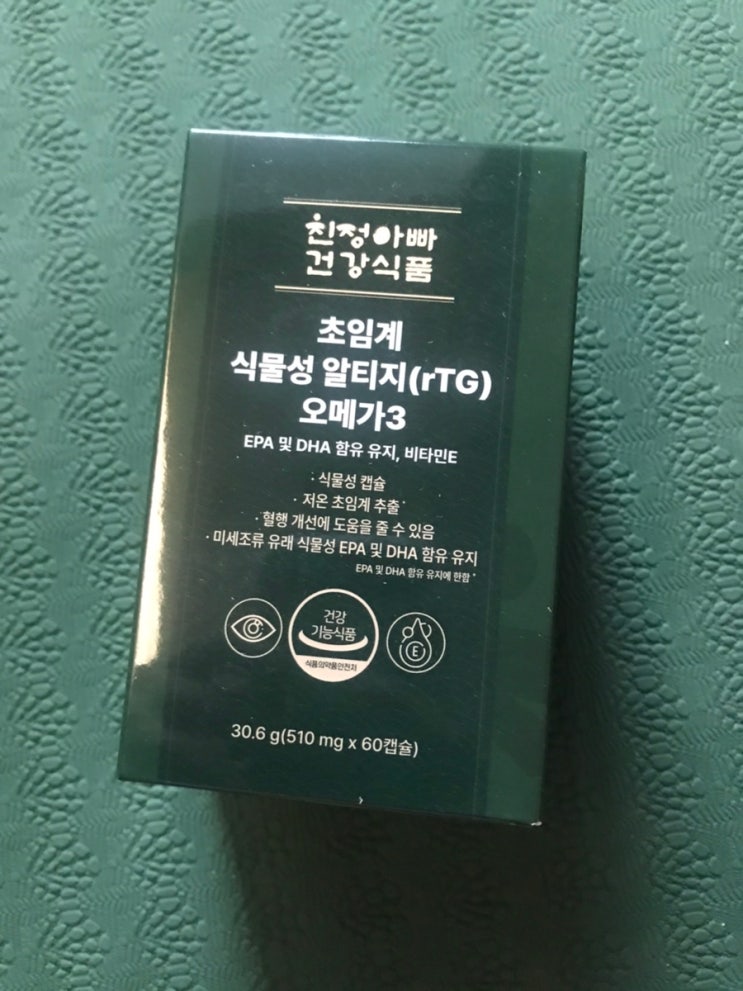 친정아빠
건강식품
초임계
식물성 알티지(rTG)
오메가3
EPA 및 DHA 함유 유지, 비타민E
· 식물성 캡슐
· 저온 초임계 추출*
· 혈행 개선에 도움을 줄 수 있음
· 미세조류 유래 식물성 EPA 및 DHA 함유 유지
EPA 및 DHA 함유 유지에 한함*
건강
기능식품
식품의약품안전처
E
30.6 g(510 mg x 60캡슐)